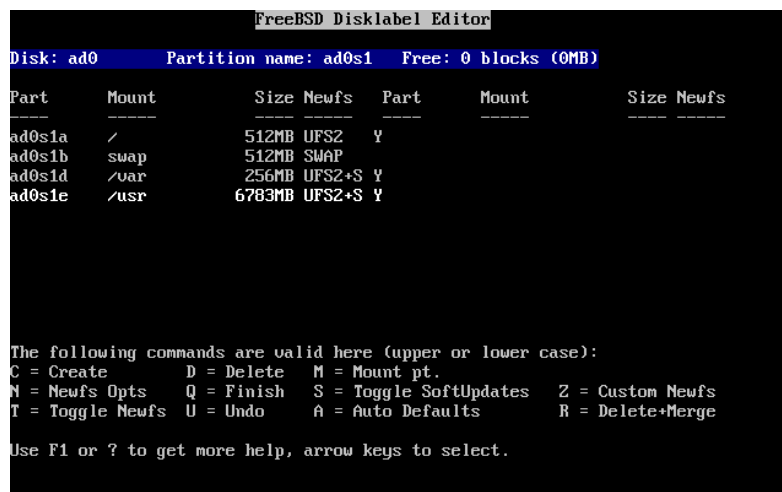 FreeBSD Disklabel Editor
Disk: ad0       Partition name: ad0s1   Free: 0 blocks (0MB)
Part      Mount          Size Newfs   Part      Mount          Size Newfs
----      -----          ---- -----   ----      -----          ---- -----
ad0s1a    /             512MB UFS2   Y
ad0s1b    swap          512MB SWAP
ad0s1d    /var          256MB UFS2+S Y
ad0s1e    /usr         6783MB UFS2+S Y
The following commands are valid here (upper or lower case):
C = Create        D = Delete   M = Mount pt.
N = Newfs Opts    Q = Finish   S = Toggle SoftUpdates   Z = Custom Newfs
T = Toggle Newfs  U = Undo     A = Auto Defaults        R = Delete+Merge
Use F1 or ? to get more help, arrow keys to select.